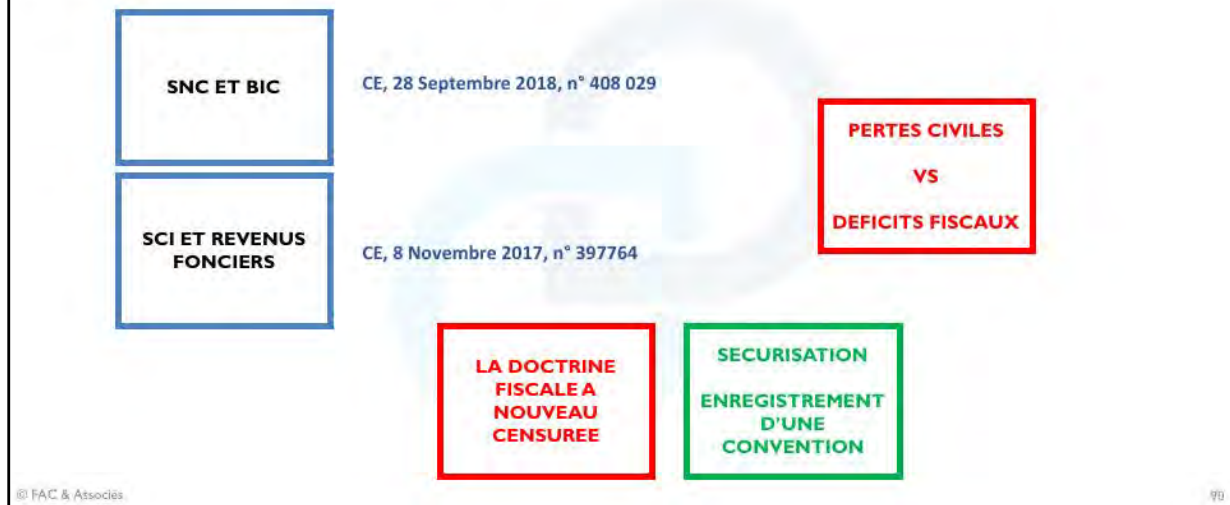 SNC ET BIC
CE, 28 Septembre 2018, n° 408 029
SCI ET REVENUS
FONCIERS
CE, 8 Novembre 2017, n° 397764
PERTES CIVILES
VS
DEFICITS FISCAUX
LA DOCTRINE
FISCALE A
NOUVEAU
CENSUREE
SECURISATION
ENREGISTREMENT
D'UNE
CONVENTION
© FAC & Associés
90